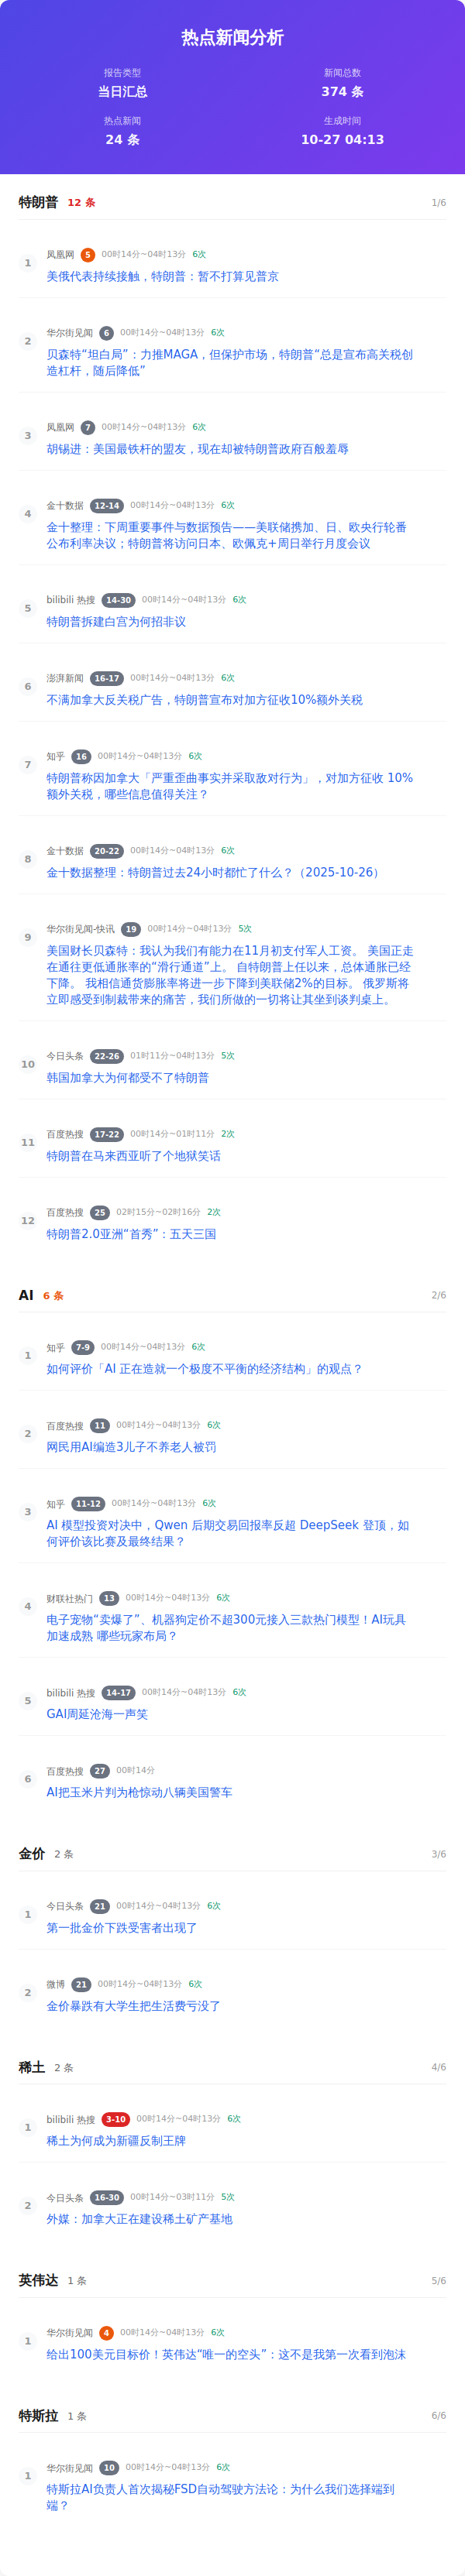 热点新闻分析
报告类型
新闻总数
当日汇总
374 条
热点新闻
生成时间
24 条
10-27 04:13
特朗普 12 条 1/6
1
凤凰网 5 00时14分~04时13分 6次
美俄代表持续接触，特朗普：暂不打算见普京
2
华尔街见闻 6 00时14分~04时13分 6次
贝森特“坦白局”：力推MAGA，但保护市场，特朗普“总是宣布高关税创
造杠杆，随后降低”
3
凤凰网 7 00时14分~04时13分 6次
胡锡进：美国最铁杆的盟友，现在却被特朗普政府百般羞辱
4
金十数据 12-14 00时14分~04时13分 6次
金十整理：下周重要事件与数据预告——美联储携加、日、欧央行轮番
公布利率决议；特朗普将访问日本、欧佩克+周日举行月度会议
5
bilibili 热搜 14-30 00时14分~04时13分 6次
特朗普拆建白宫为何招非议
6
澎湃新闻 16-17 00时14分~04时13分 6次
不满加拿大反关税广告，特朗普宣布对加方征收10%额外关税
7
知乎 16 00时14分~04时13分 6次
特朗普称因加拿大「严重歪曲事实并采取敌对行为」，对加方征收 10%
额外关税，哪些信息值得关注？
8
金十数据 20-22 00时14分~04时13分 6次
金十数据整理：特朗普过去24小时都忙了什么？（2025-10-26）
9
华尔街见闻-快讯 19 00时14分~04时13分 5次
美国财长贝森特：我认为我们有能力在11月初支付军人工资。 美国正走
在通往更低通胀率的“滑行通道”上。 自特朗普上任以来，总体通胀已经
下降。 我相信通货膨胀率将进一步下降到美联储2%的目标。 俄罗斯将
立即感受到制裁带来的痛苦，我们所做的一切将让其坐到谈判桌上。
10
今日头条 22-26 01时11分~04时13分 5次
韩国加拿大为何都受不了特朗普
11
百度热搜 17-22 00时14分~01时11分 2次
特朗普在马来西亚听了个地狱笑话
12
百度热搜 25 02时15分~02时16分 2次
特朗普2.0亚洲“首秀”：五天三国
AI 6 条 2/6
1
知乎 7-9 00时14分~04时13分 6次
如何评价「AI 正在造就一个极度不平衡的经济结构」的观点？
2
百度热搜 11 00时14分~04时13分 6次
网民用AI编造3儿子不养老人被罚
3
知乎 11-12 00时14分~04时13分 6次
AI 模型投资对决中，Qwen 后期交易回报率反超 DeepSeek 登顶，如
何评价该比赛及最终结果？
4
财联社热门 13 00时14分~04时13分 6次
电子宠物“卖爆了”、机器狗定价不超300元接入三款热门模型！AI玩具
加速成熟 哪些玩家布局？
5
bilibili 热搜 14-17 00时14分~04时13分 6次
GAI周延沧海一声笑
6
百度热搜 27 00时14分
AI把玉米片判为枪惊动八辆美国警车
金价 2 条 3/6
1
今日头条 21 00时14分~04时13分 6次
第一批金价下跌受害者出现了
2
微博 21 00时14分~04时13分 6次
金价暴跌有大学生把生活费亏没了
稀土 2 条 4/6
1
bilibili 热搜 3-10 00时14分~04时13分 6次
稀土为何成为新疆反制王牌
2
今日头条 16-30 00时14分~03时11分 5次
外媒：加拿大正在建设稀土矿产基地
英伟达 1 条 5/6
1
华尔街见闻 4 00时14分~04时13分 6次
给出100美元目标价！英伟达“唯一的空头”：这不是我第一次看到泡沫
特斯拉 1 条 6/6
1
华尔街见闻 10 00时14分~04时13分 6次
特斯拉AI负责人首次揭秘FSD自动驾驶方法论：为什么我们选择端到
端？